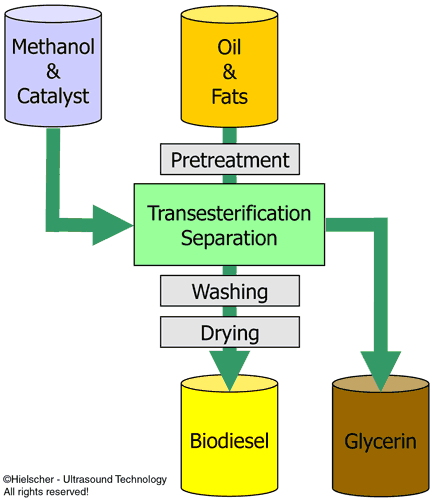 Methanol
&
Catalyst
Oil
&
Fats
Pretreatment
Transesterification
Separation
Washing
Drying
Biodiesel
Glycerin
©Hielscher - Ultrasound Technology
All rights reserved!